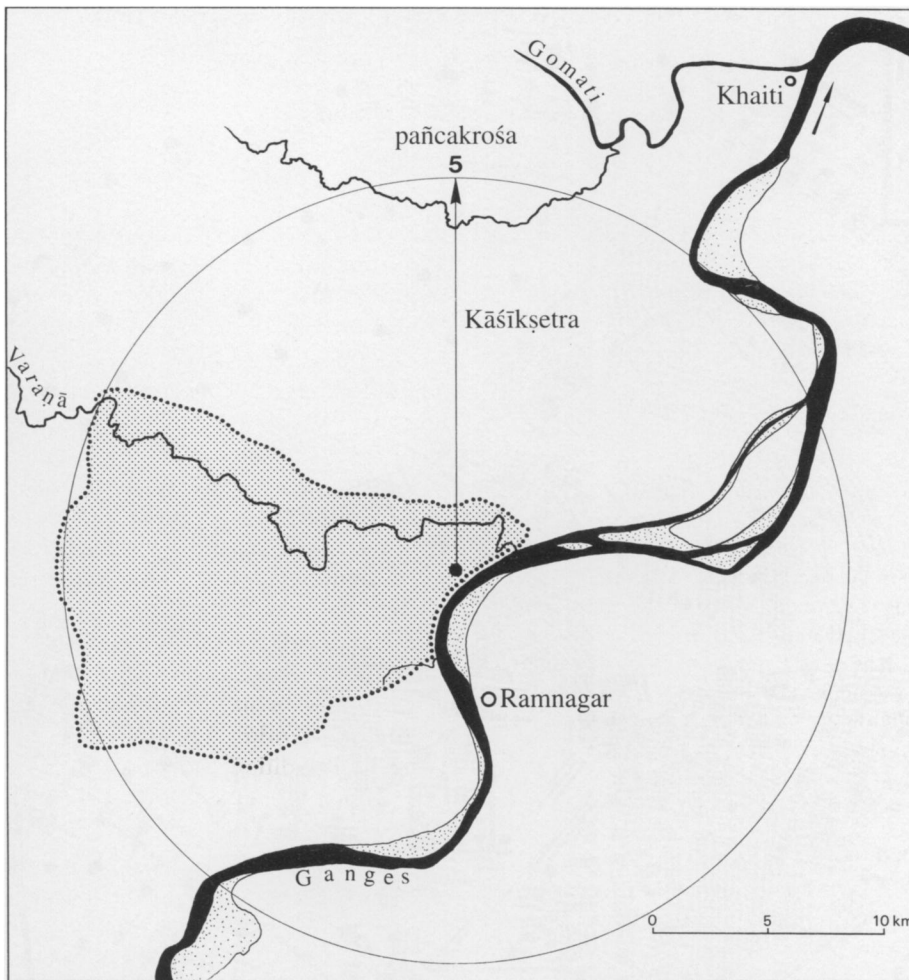 Gomati
Khaiti
pañcakrośa
5
Kāśīkṣetra
Varaṇā
Ramnagar
Ganges
0 5 10 km